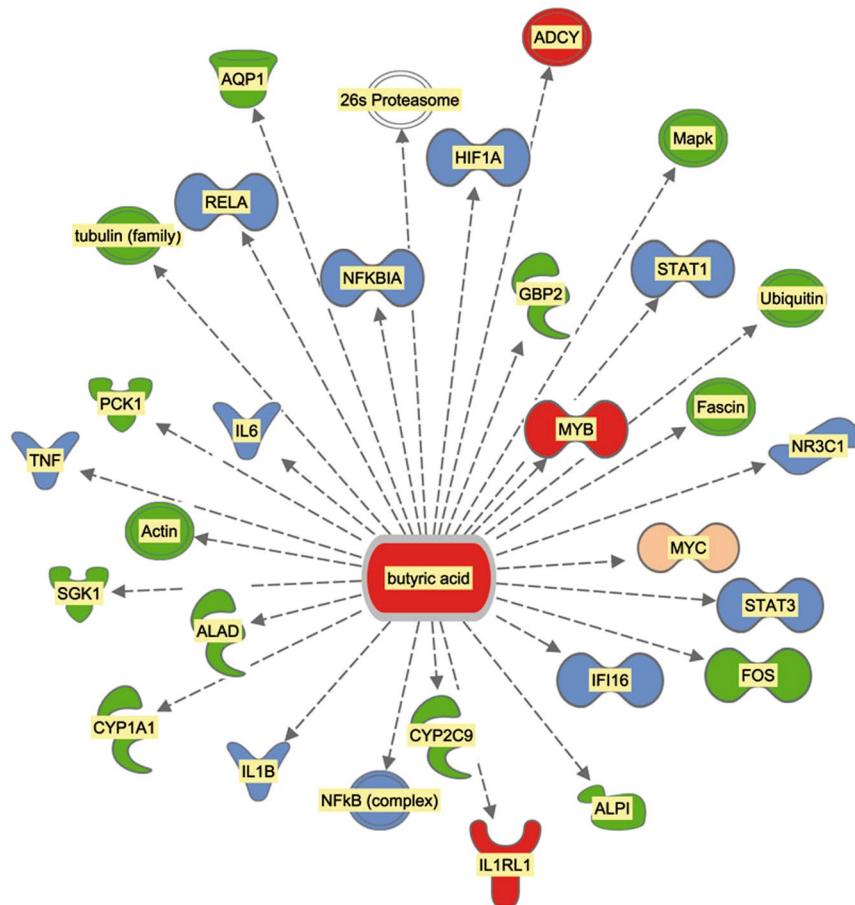 ADCY
AQP1
26s Proteasome
Mapk
HIF1A
RELA
tubulin (family)
STAT1
NFKBIA
GBP2
Ubiquitin
PCK1
Fascin
IL6
MYB
NR3C1
TNF
Actin
MYC
butyric acid
SGK1
STAT3
ALAD
IFI16
FOS
CYP1A1
CYP2C9
IL1B
NFkB (complex)
ALPI
IL1RL1